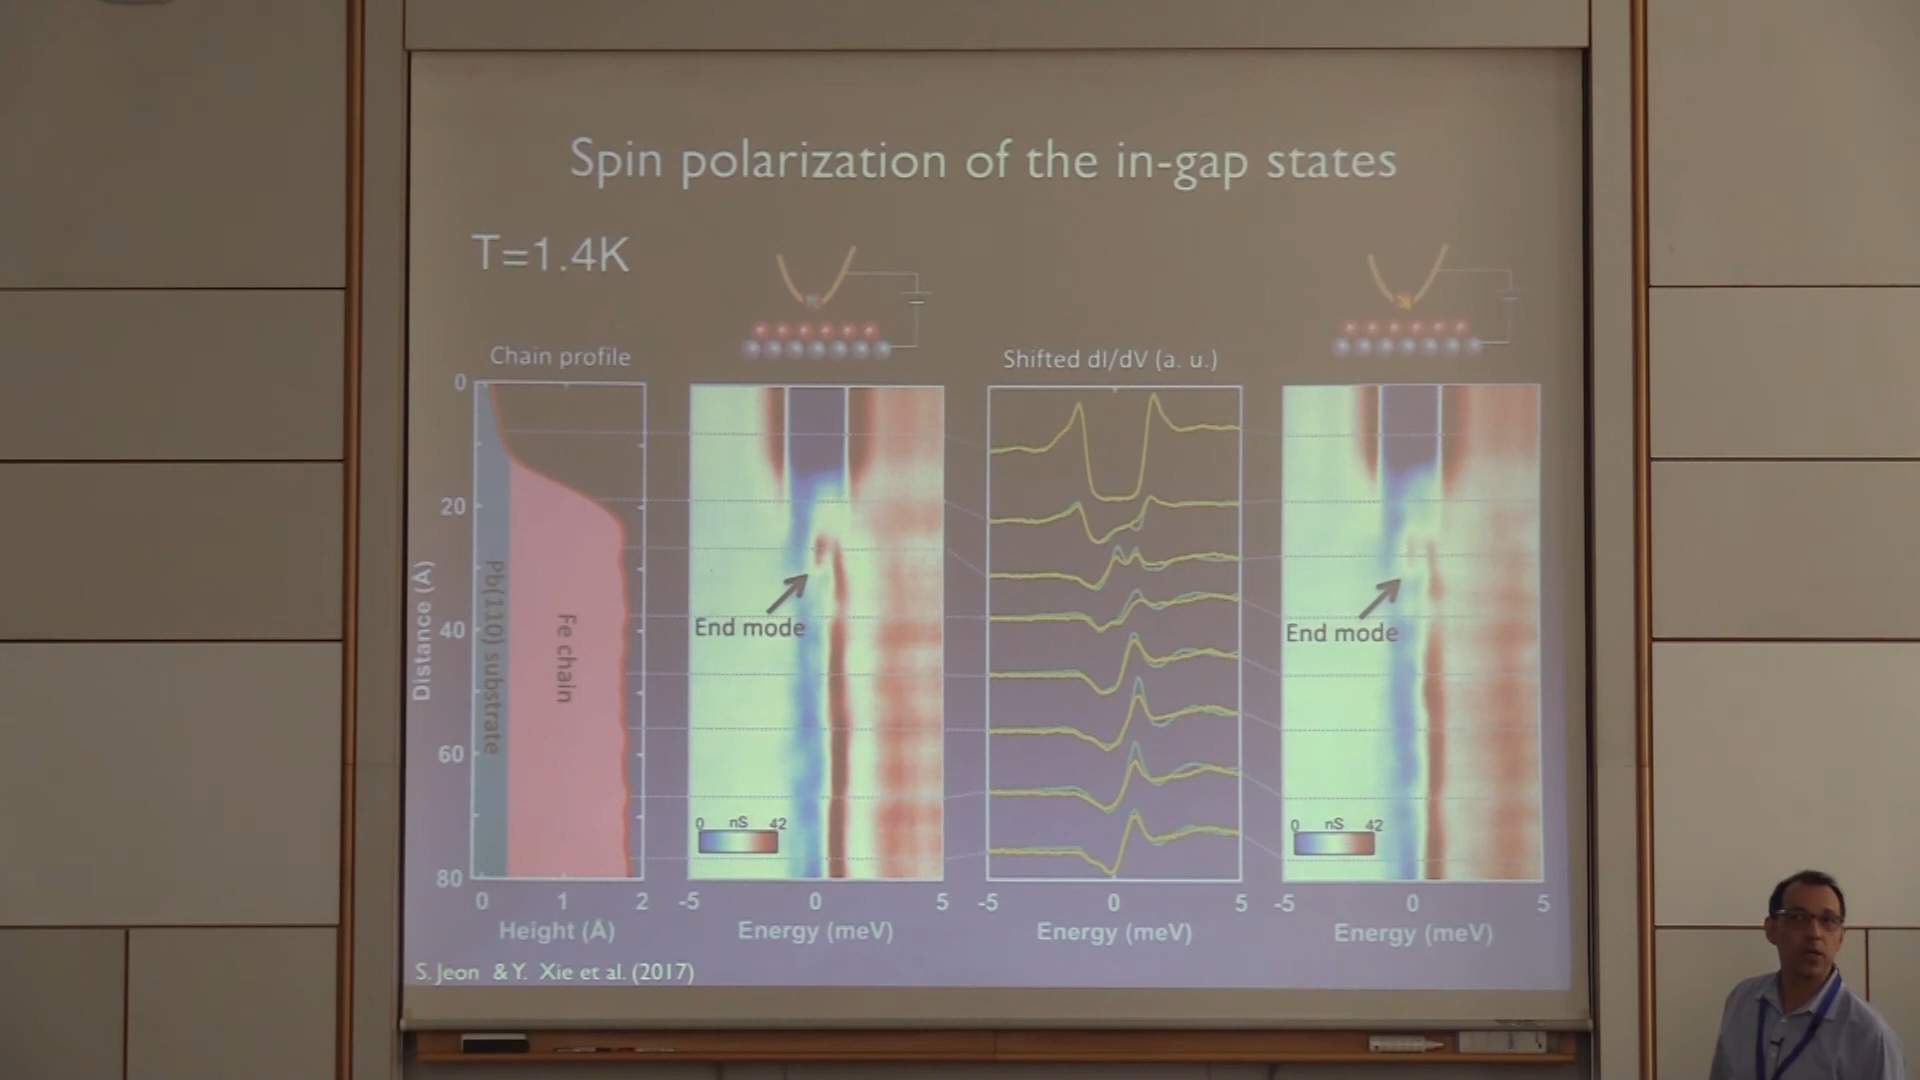 Spin polarization of the in-gap states
T=1.4K
Chain profile
Shifted dI/dV (a. u.)
0
20
40
60
80
Distance (Å)
Pb(110) substrate
Fe chain
End mode
End mode
0 nS 42
0 nS 42
0 1 2
-5 0 5
-5 0 5
-5 0 5
Height (Å)
Energy (meV)
Energy (meV)
Energy (meV)
S. Jeon & Y. Xie et al. (2017)